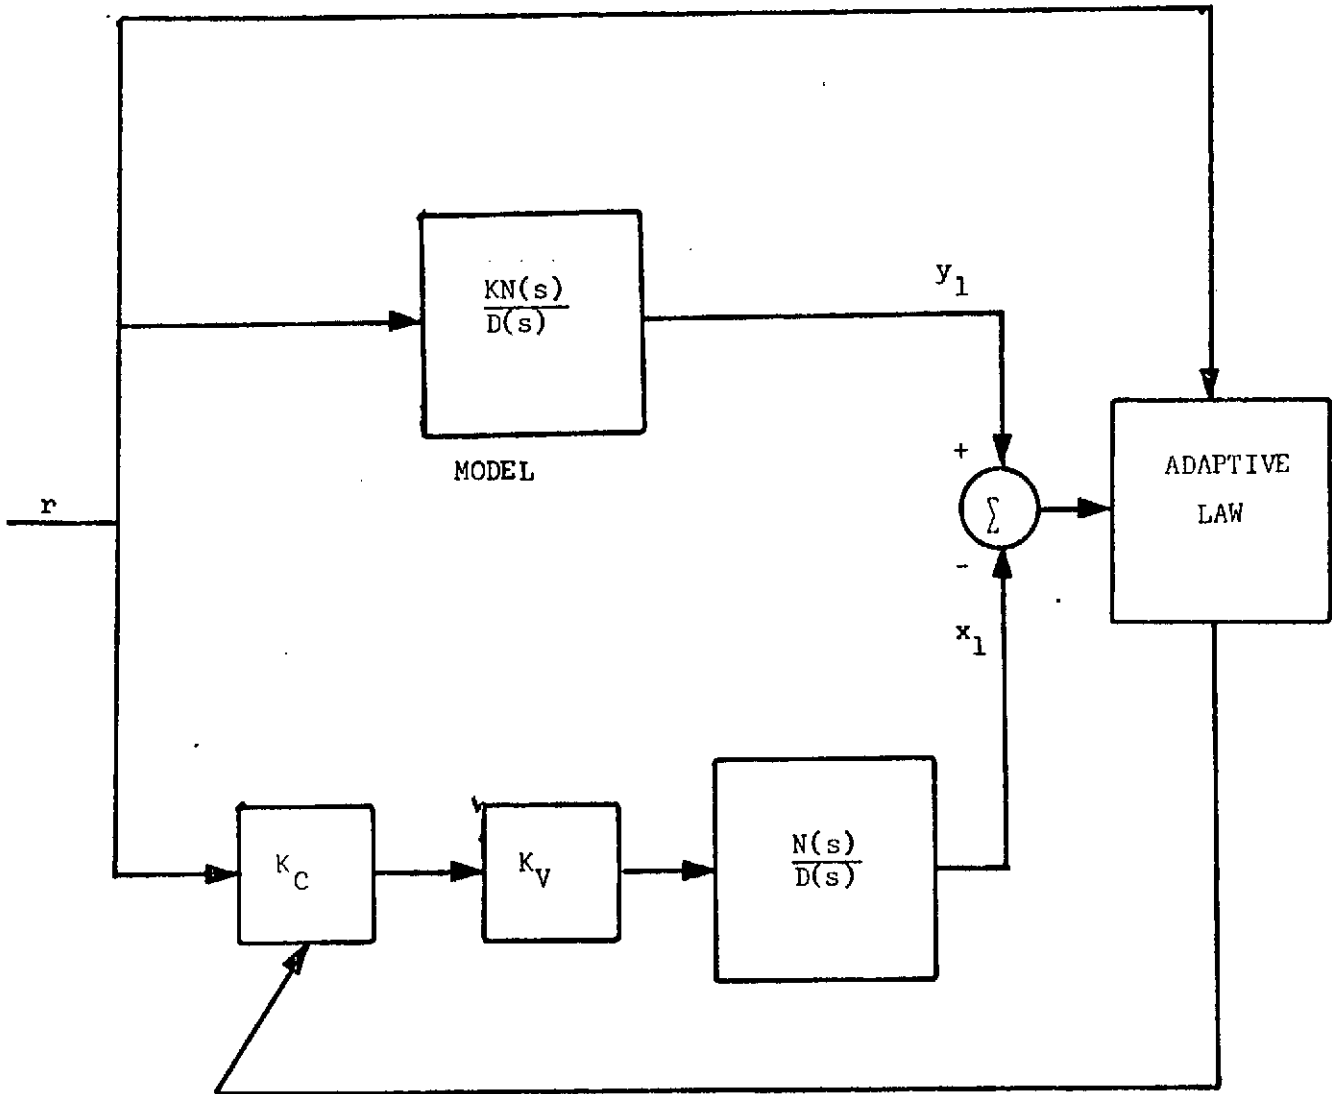 KN(s)
D(s)
MODEL
y1
+
ADAPTIVE
LAW
r
Σ
-
x1
KC
KV
N(s)
D(s)